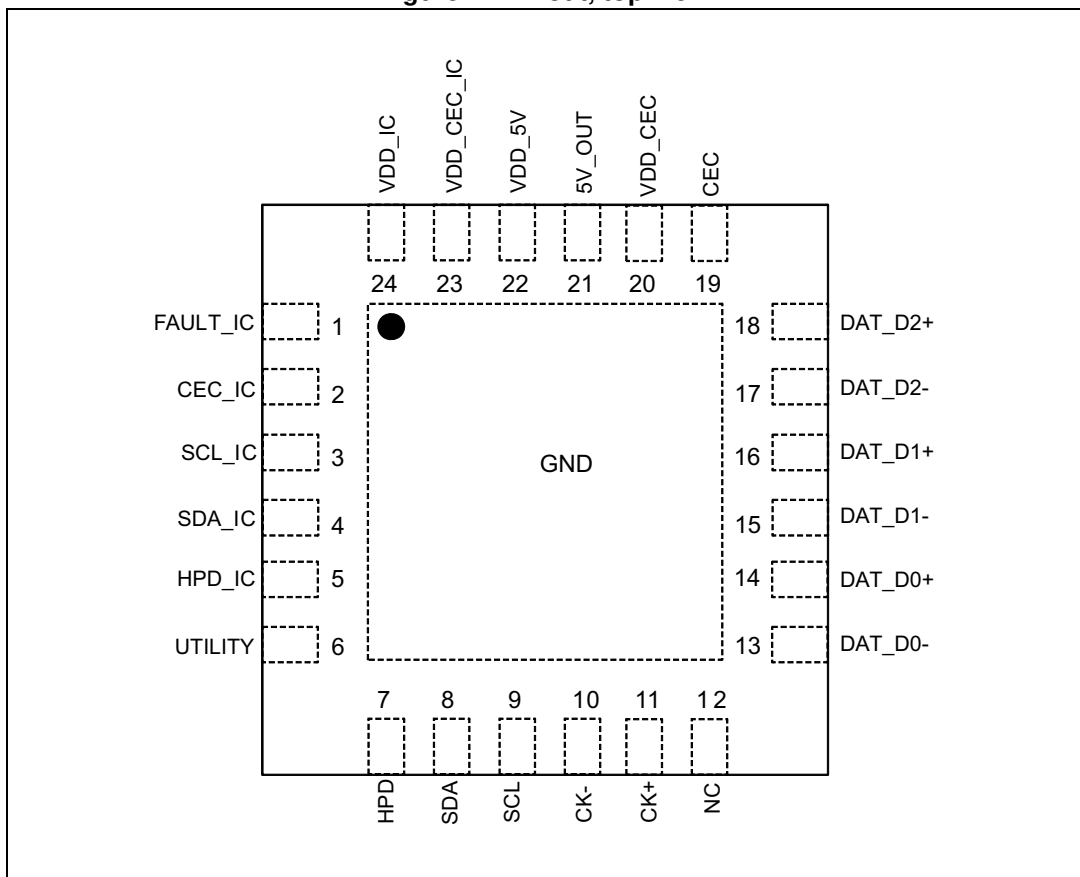 VDD_IC
VDD_CEC_IC
VDD_5V
5V_OUT
VDD_CEC
CEC
24 23 22 21 20 19
FAULT_IC 1
CEC_IC 2
SCL_IC 3
SDA_IC 4
HPD_IC 5
UTILITY 6
GND
18 DAT_D2+
17 DAT_D2-
16 DAT_D1+
15 DAT_D1-
14 DAT_D0+
13 DAT_D0-
7 8 9 10 11 12
HPD
SDA
SCL
CK-
CK+
NC